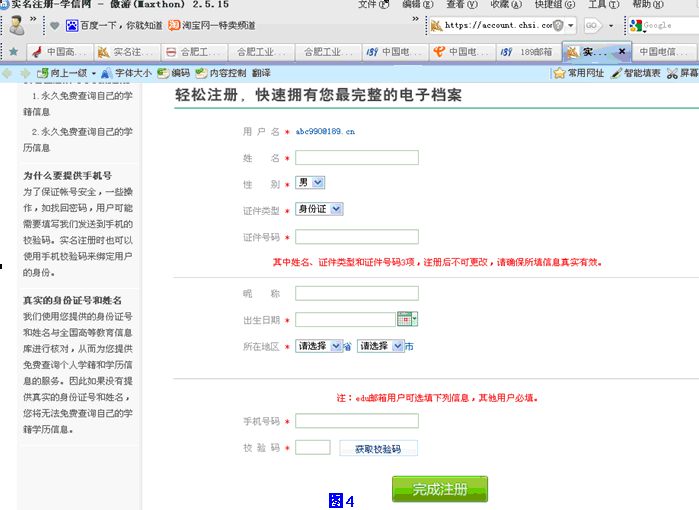 实名注册—学信网 - 傲游(Maxthon) 2.5.15
文件(F) 编辑(E) 查看(V) 收藏(A) 快捷组(G) 工具(T) 帮助(H)
百度一下，你就知道 淘宝网—特卖频道
https://account.chsi.com
GO
Google
中国高... 实名注... 合肥工... 合肥工业... 合肥工业... 中国电... 中国电... 189邮箱 实... 中国电信...
向上一级 字体大小 编码 内容控制 翻译
常用网址 智能填表 屏幕
1.永久免费查询自己的学
籍信息
2.永久免费查询自己的学
历信息
为什么要提供手机号
为了保证帐号安全，一些操
作，如找回密码，用户可能
需要填写我们发送到手机的
校验码。实名注册时也可以
使用手机校验码来绑定用户
的身份。
真实的身份证号和姓名
我们使用您提供的身份证号
和姓名与全国高等教育信息
库进行核对，从而为您提供
免费查询个人学籍和学历信
息的服务。因此如果没有提
供真实的身份证号和姓名，
您将无法免费查询自己的学
籍学历信息。
轻松注册，快速拥有您最完整的电子档案
用 户 名 * abc990@189.cn
姓 名 *
性 别 * 男
证件类型 * 身份证
证件号码 *
其中姓名、证件类型和证件号码3项，注册后不可更改，请确保所填信息真实有效。
昵 称
出生日期 *
所在地区 * 请选择 省 请选择 市
注：edu邮箱用户可选填下列信息，其他用户必填。
手机号码 *
校 验 码 * 获取校验码
完成注册
图4